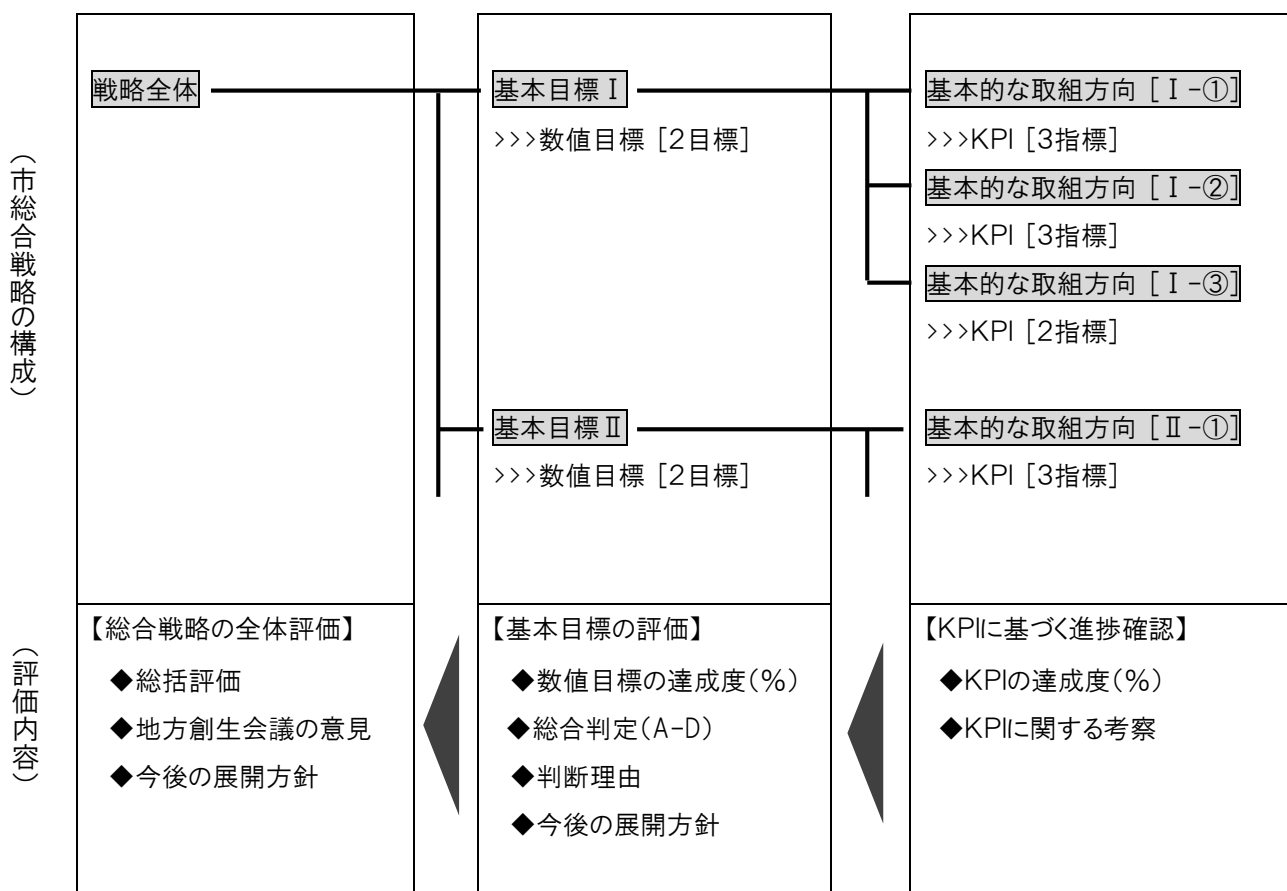 （市総合戦略の構成）
戦略全体
基本目標Ⅰ
>>>数値目標［2目標］
基本目標Ⅱ
>>>数値目標［2目標］
基本的な取組方向［Ⅰ-①］
>>>KPI［3指標］
基本的な取組方向［Ⅰ-②］
>>>KPI［3指標］
基本的な取組方向［Ⅰ-③］
>>>KPI［2指標］
基本的な取組方向［Ⅱ-①］
>>>KPI［3指標］
（評価内容）
【総合戦略の全体評価】
◆総括評価
◆地方創生会議の意見
◆今後の展開方針
【基本目標の評価】
◆数値目標の達成度(%)
◆総合判定(A-D)
◆判断理由
◆今後の展開方針
【KPIに基づく進捗確認】
◆KPIの達成度(%)
◆KPIに関する考察